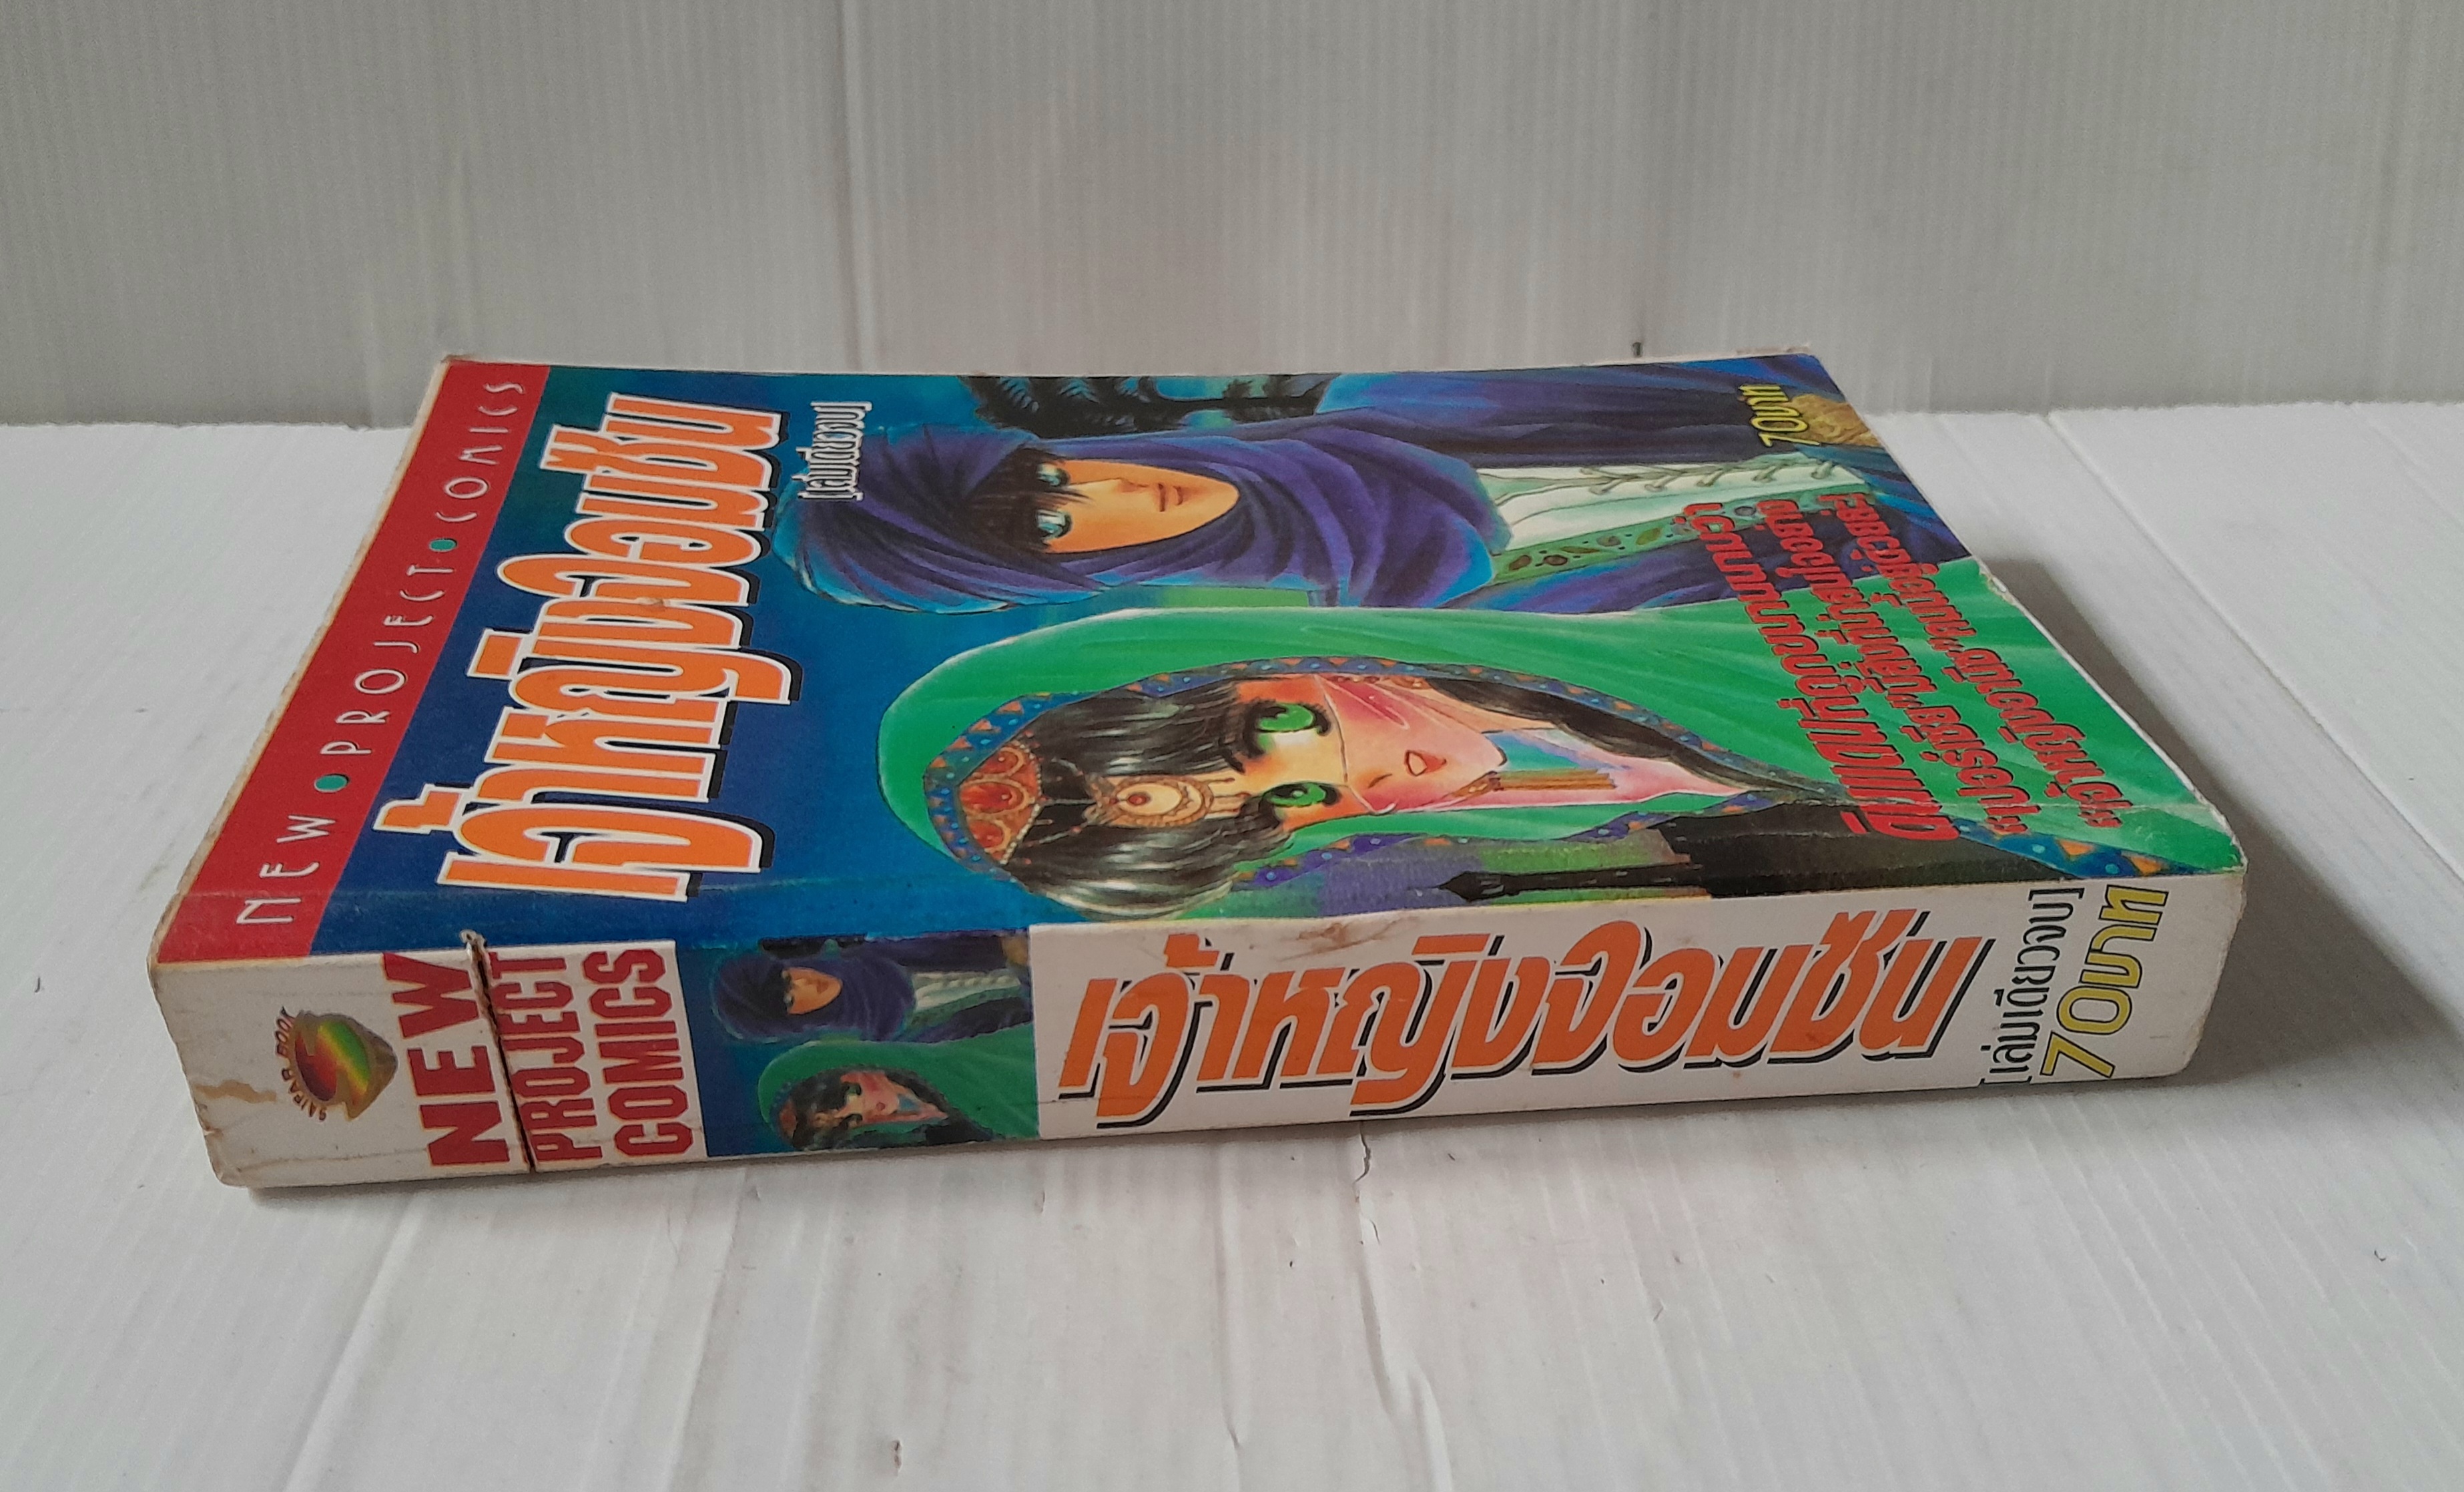 NEW • PROJECT • COMICS
เจ้าหญิงจอมซน
[เล่มเดียวจบ]
70บาท
SAIFAR BOOK
NEW
PROJECT
COMICS
เจ้าหญิงจอมซน
[เล่มเดียวจบ]
70บาท